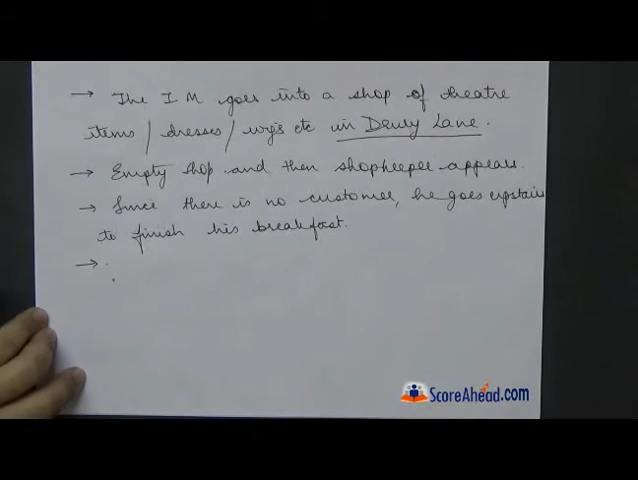 → The I M goes into a shop of theatre
items / dresses / wigs etc in Drury Lane.
→ Empty shop and then shopkeeper appears.
→ Since there is no customer, he goes upstairs
to finish his breakfast.
→
ScoreAhead.com